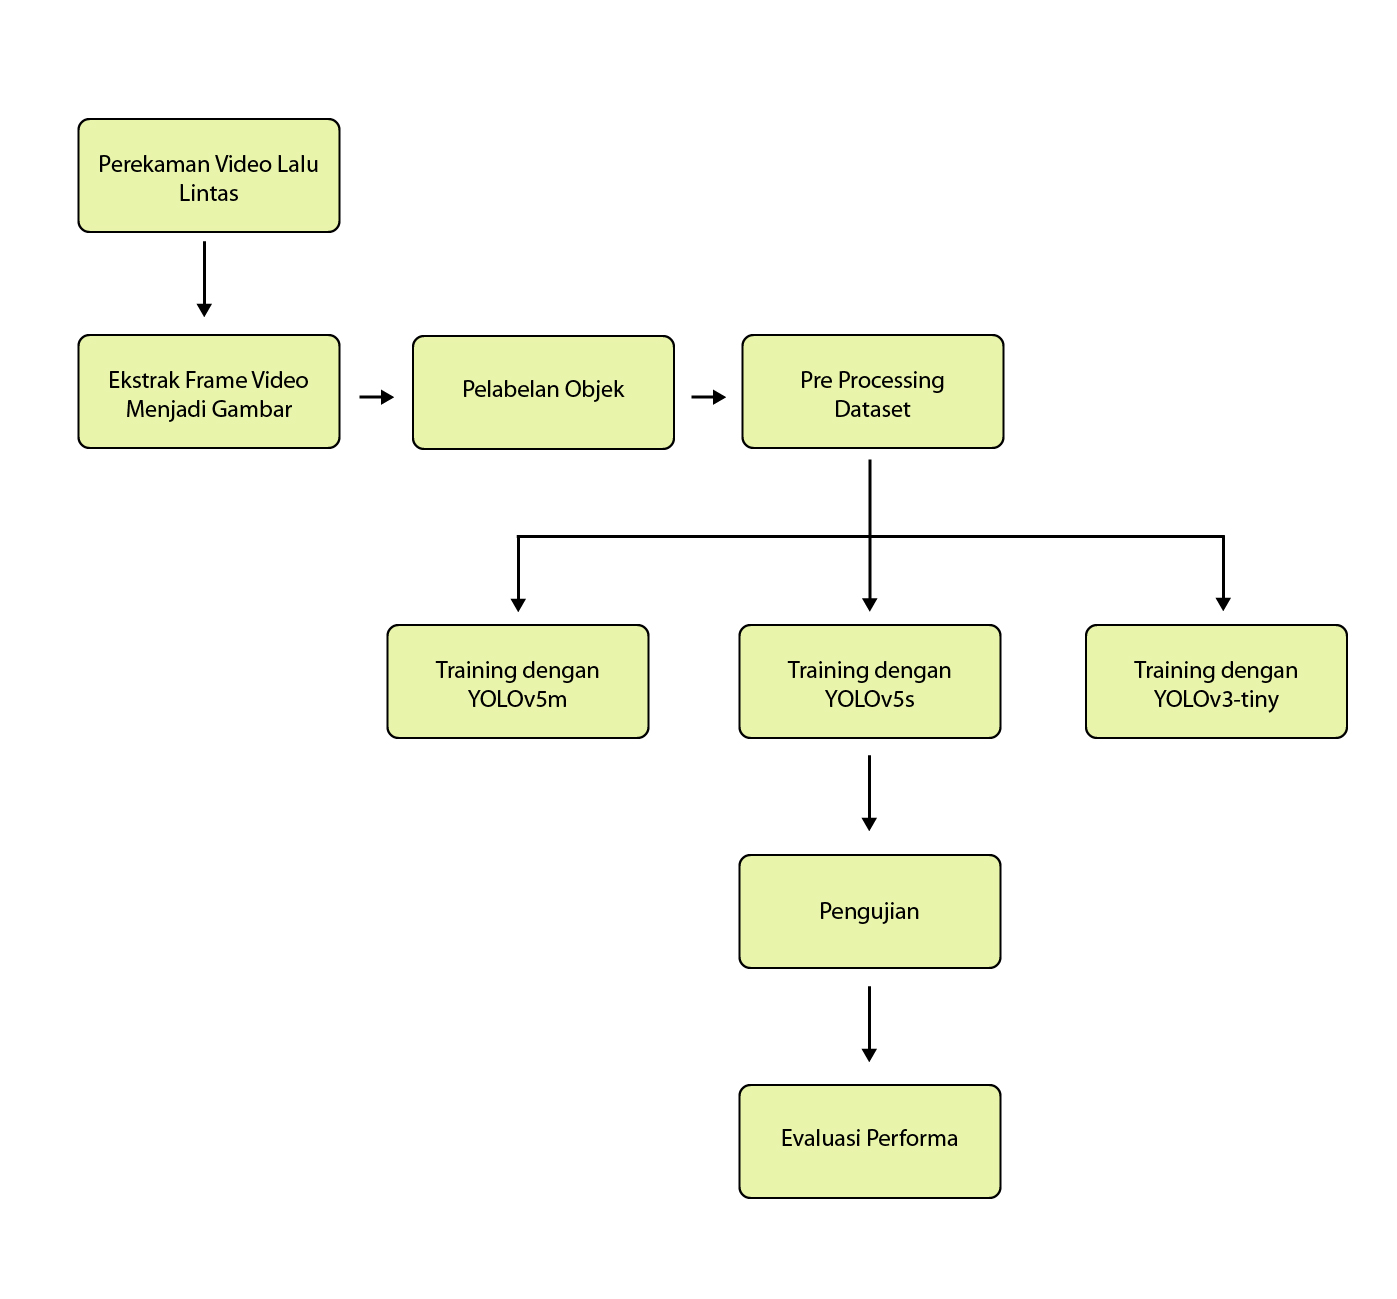 Perekaman Video Lalu
Lintas
Ekstrak Frame Video
Menjadi Gambar
Pelabelan Objek
Pre Processing
Dataset
Training dengan
YOLOv5m
Training dengan
YOLOv5s
Training dengan
YOLOv3-tiny
Pengujian
Evaluasi Performa